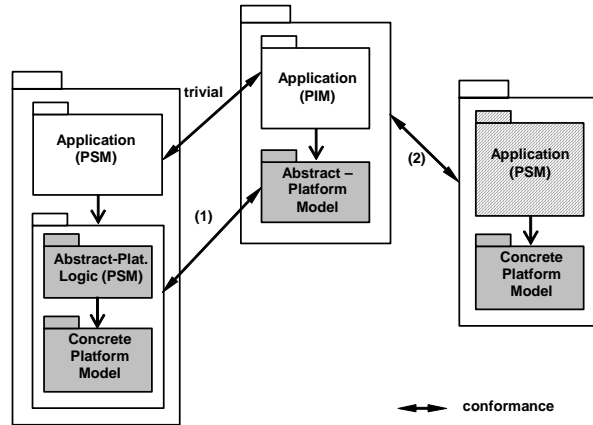 trivial
Application
(PSM)
(1)
Abstract-Plat.
Logic (PSM)
Concrete
Platform
Model
Application
(PIM)
Abstract –
Platform
Model
(2)
Application
(PSM)
Concrete
Platform
Model
conformance